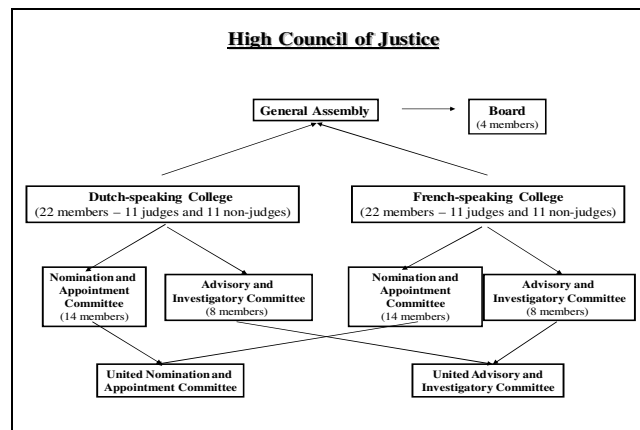 High Council of Justice
General Assembly
Board
(4 members)
Dutch-speaking College
(22 members – 11 judges and 11 non-judges)
French-speaking College
(22 members – 11 judges and 11 non-judges)
Nomination and
Appointment
Committee
(14 members)
Advisory and
Investigatory Committee
(8 members)
Nomination and
Appointment
Committee
(14 members)
Advisory and
Investigatory Committee
(8 members)
United Nomination and
Appointment Committee
United Advisory and
Investigatory Committee